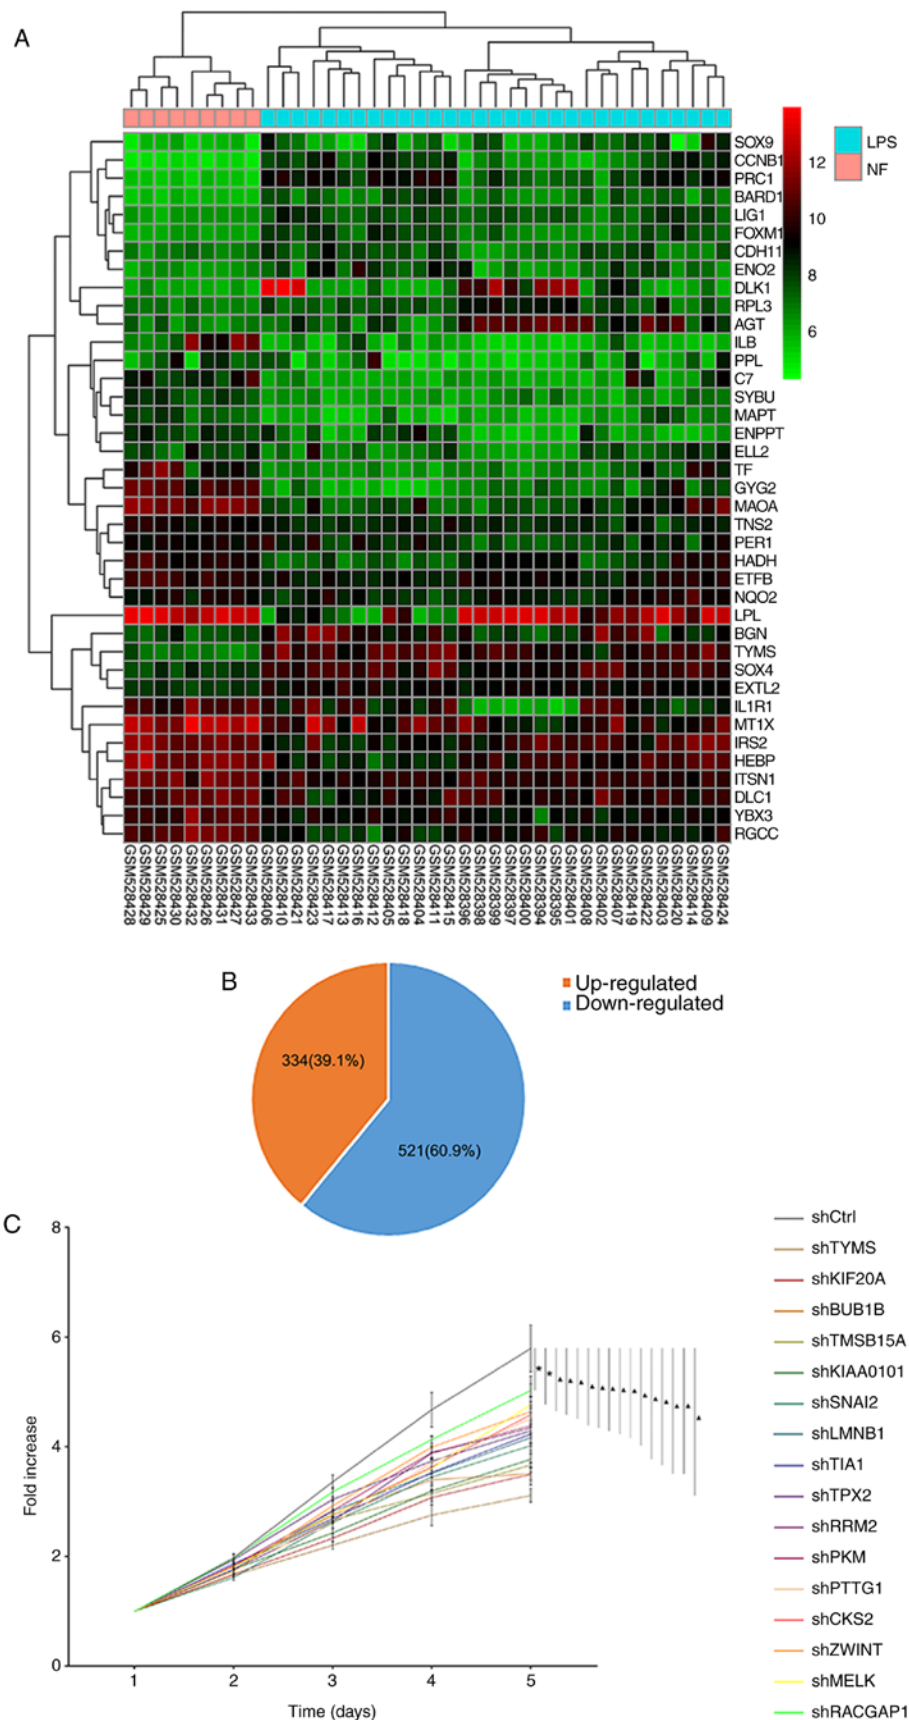 A
SOX9
CCNB1
PRC1
BARD1
LIG1
FOXM1
CDH11
ENO2
DLK1
RPL3
AGT
ILB
PPL
C7
SYBU
MAPT
ENPPT
ELL2
TF
GYG2
MAOA
TNS2
PER1
HADH
ETFB
NQO2
LPL
BGN
TYMS
SOX4
EXTL2
IL1R1
MT1X
IRS2
HEBP
ITSN1
DLC1
YBX3
RGCC
12
10
8
6
LPS
NF
GSM528428
GSM528429
GSM528425
GSM528430
GSM528432
GSM528426
GSM528431
GSM528427
GSM528433
GSM528406
GSM528410
GSM528421
GSM528423
GSM528417
GSM528413
GSM528416
GSM528412
GSM528405
GSM528418
GSM528404
GSM528411
GSM528415
GSM528396
GSM528398
GSM528399
GSM528397
GSM528400
GSM528394
GSM528395
GSM528401
GSM528408
GSM528402
GSM528407
GSM528419
GSM528422
GSM528403
GSM528420
GSM528414
GSM528409
GSM528424
B
Up-regulated
Down-regulated
334(39.1%)
521(60.9%)
C
8
6
4
2
0
Fold increase
1 2 3 4 5
Time (days)
shCtrl
shTYMS
shKIF20A
shBUB1B
shTMSB15A
shKIAA0101
shSNAI2
shLMNB1
shTIA1
shTPX2
shRRM2
shPKM
shPTTG1
shCKS2
shZWINT
shMELK
shRACGAP1